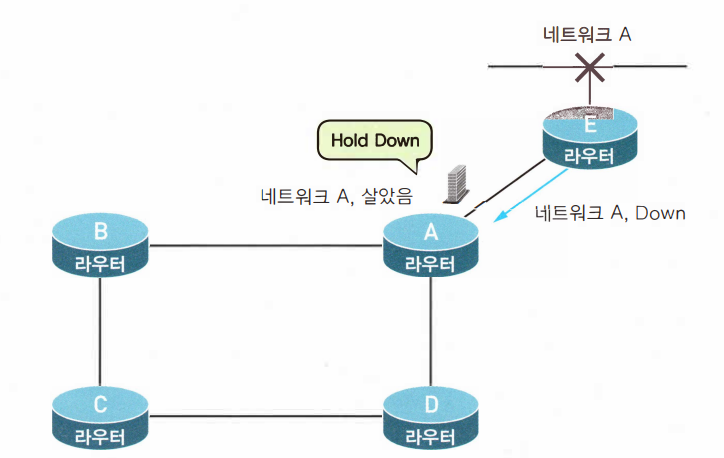 네트워크 A
E
라우터
Hold Down
네트워크 A, 살았음
네트워크 A, Down
B
라우터
A
라우터
C
라우터
D
라우터